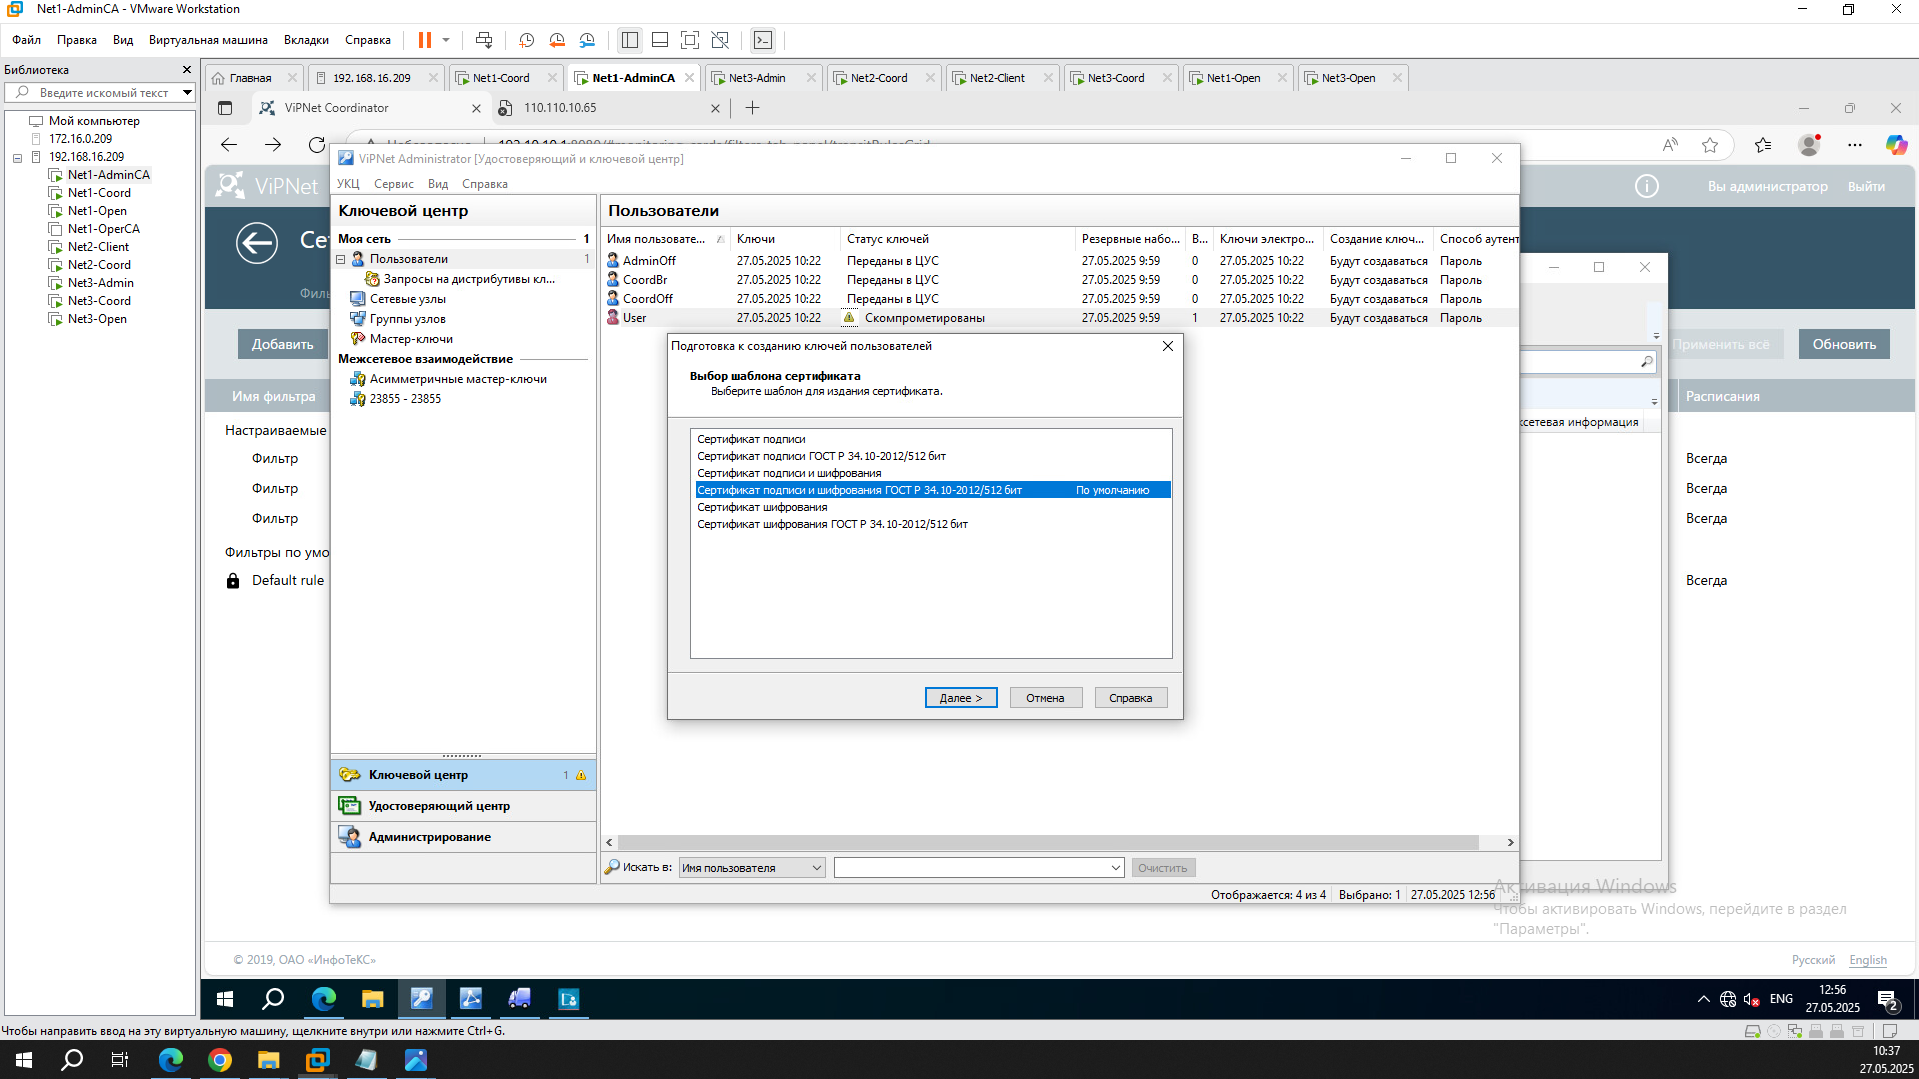 Net1-AdminCA - VMware Workstation
Файл Правка Вид Виртуальная машина Вкладки Справка
Библиотека
Введите искомый текст
Мой компьютер
172.16.0.209
192.168.16.209
Net1-AdminCA
Net1-Coord
Net1-Open
Net1-OperCA
Net2-Client
Net2-Coord
Net3-Admin
Net3-Coord
Net3-Open
Главная 192.168.16.209 Net1-Coord Net1-AdminCA Net3-Admin Net2-Coord Net2-Client Net3-Coord Net1-Open Net3-Open
ViPNet Coordinator 110.110.10.65
ViPNet Вы администратор Выйти
Добавить Применить всё Обновить
Имя фильтра Расписания
Настраиваемые
Фильтр Всегда
Фильтр Всегда
Фильтр Всегда
Фильтры по умо
Default rule Всегда
ксетевая информация
ViPNet Administrator [Удостоверяющий и ключевой центр]
УКЦ Сервис Вид Справка
Ключевой центр
Моя сеть 1
Пользователи 1
Запросы на дистрибутивы кл...
Сетевые узлы
Группы узлов
Мастер-ключи
Межсетевое взаимодействие
Асимметричные мастер-ключи
23855 - 23855
Ключевой центр 1
Удостоверяющий центр
Администрирование
Пользователи
Имя пользовате... Ключи Статус ключей Резервные набо... В... Ключи электро... Создание ключ... Способ аутент
AdminOff 27.05.2025 10:22 Переданы в ЦУС 27.05.2025 9:59 0 27.05.2025 10:22 Будут создаваться Пароль
CoordBr 27.05.2025 10:22 Переданы в ЦУС 27.05.2025 9:59 0 27.05.2025 10:22 Будут создаваться Пароль
CoordOff 27.05.2025 10:22 Переданы в ЦУС 27.05.2025 9:59 0 27.05.2025 10:22 Будут создаваться Пароль
User 27.05.2025 10:22 Скомпрометированы 27.05.2025 9:59 1 27.05.2025 10:22 Будут создаваться Пароль
Подготовка к созданию ключей пользователей
Выбор шаблона сертификата
Выберите шаблон для издания сертификата.
Сертификат подписи
Сертификат подписи ГОСТ Р 34.10-2012/512 бит
Сертификат подписи и шифрования
Сертификат подписи и шифрования ГОСТ Р 34.10-2012/512 бит По умолчанию
Сертификат шифрования
Сертификат шифрования ГОСТ Р 34.10-2012/512 бит
Далее > Отмена Справка
Искать в: Имя пользователя Очистить
Отображается: 4 из 4 Выбрано: 1 27.05.2025 12:56
Активация Windows
Чтобы активировать Windows, перейдите в раздел
"Параметры".
© 2019, ОАО «ИнфоТеКС» Русский English
ENG 12:56
27.05.2025
2
Чтобы направить ввод на эту виртуальную машину, щелкните внутри или нажмите Ctrl+G.
10:37
27.05.2025